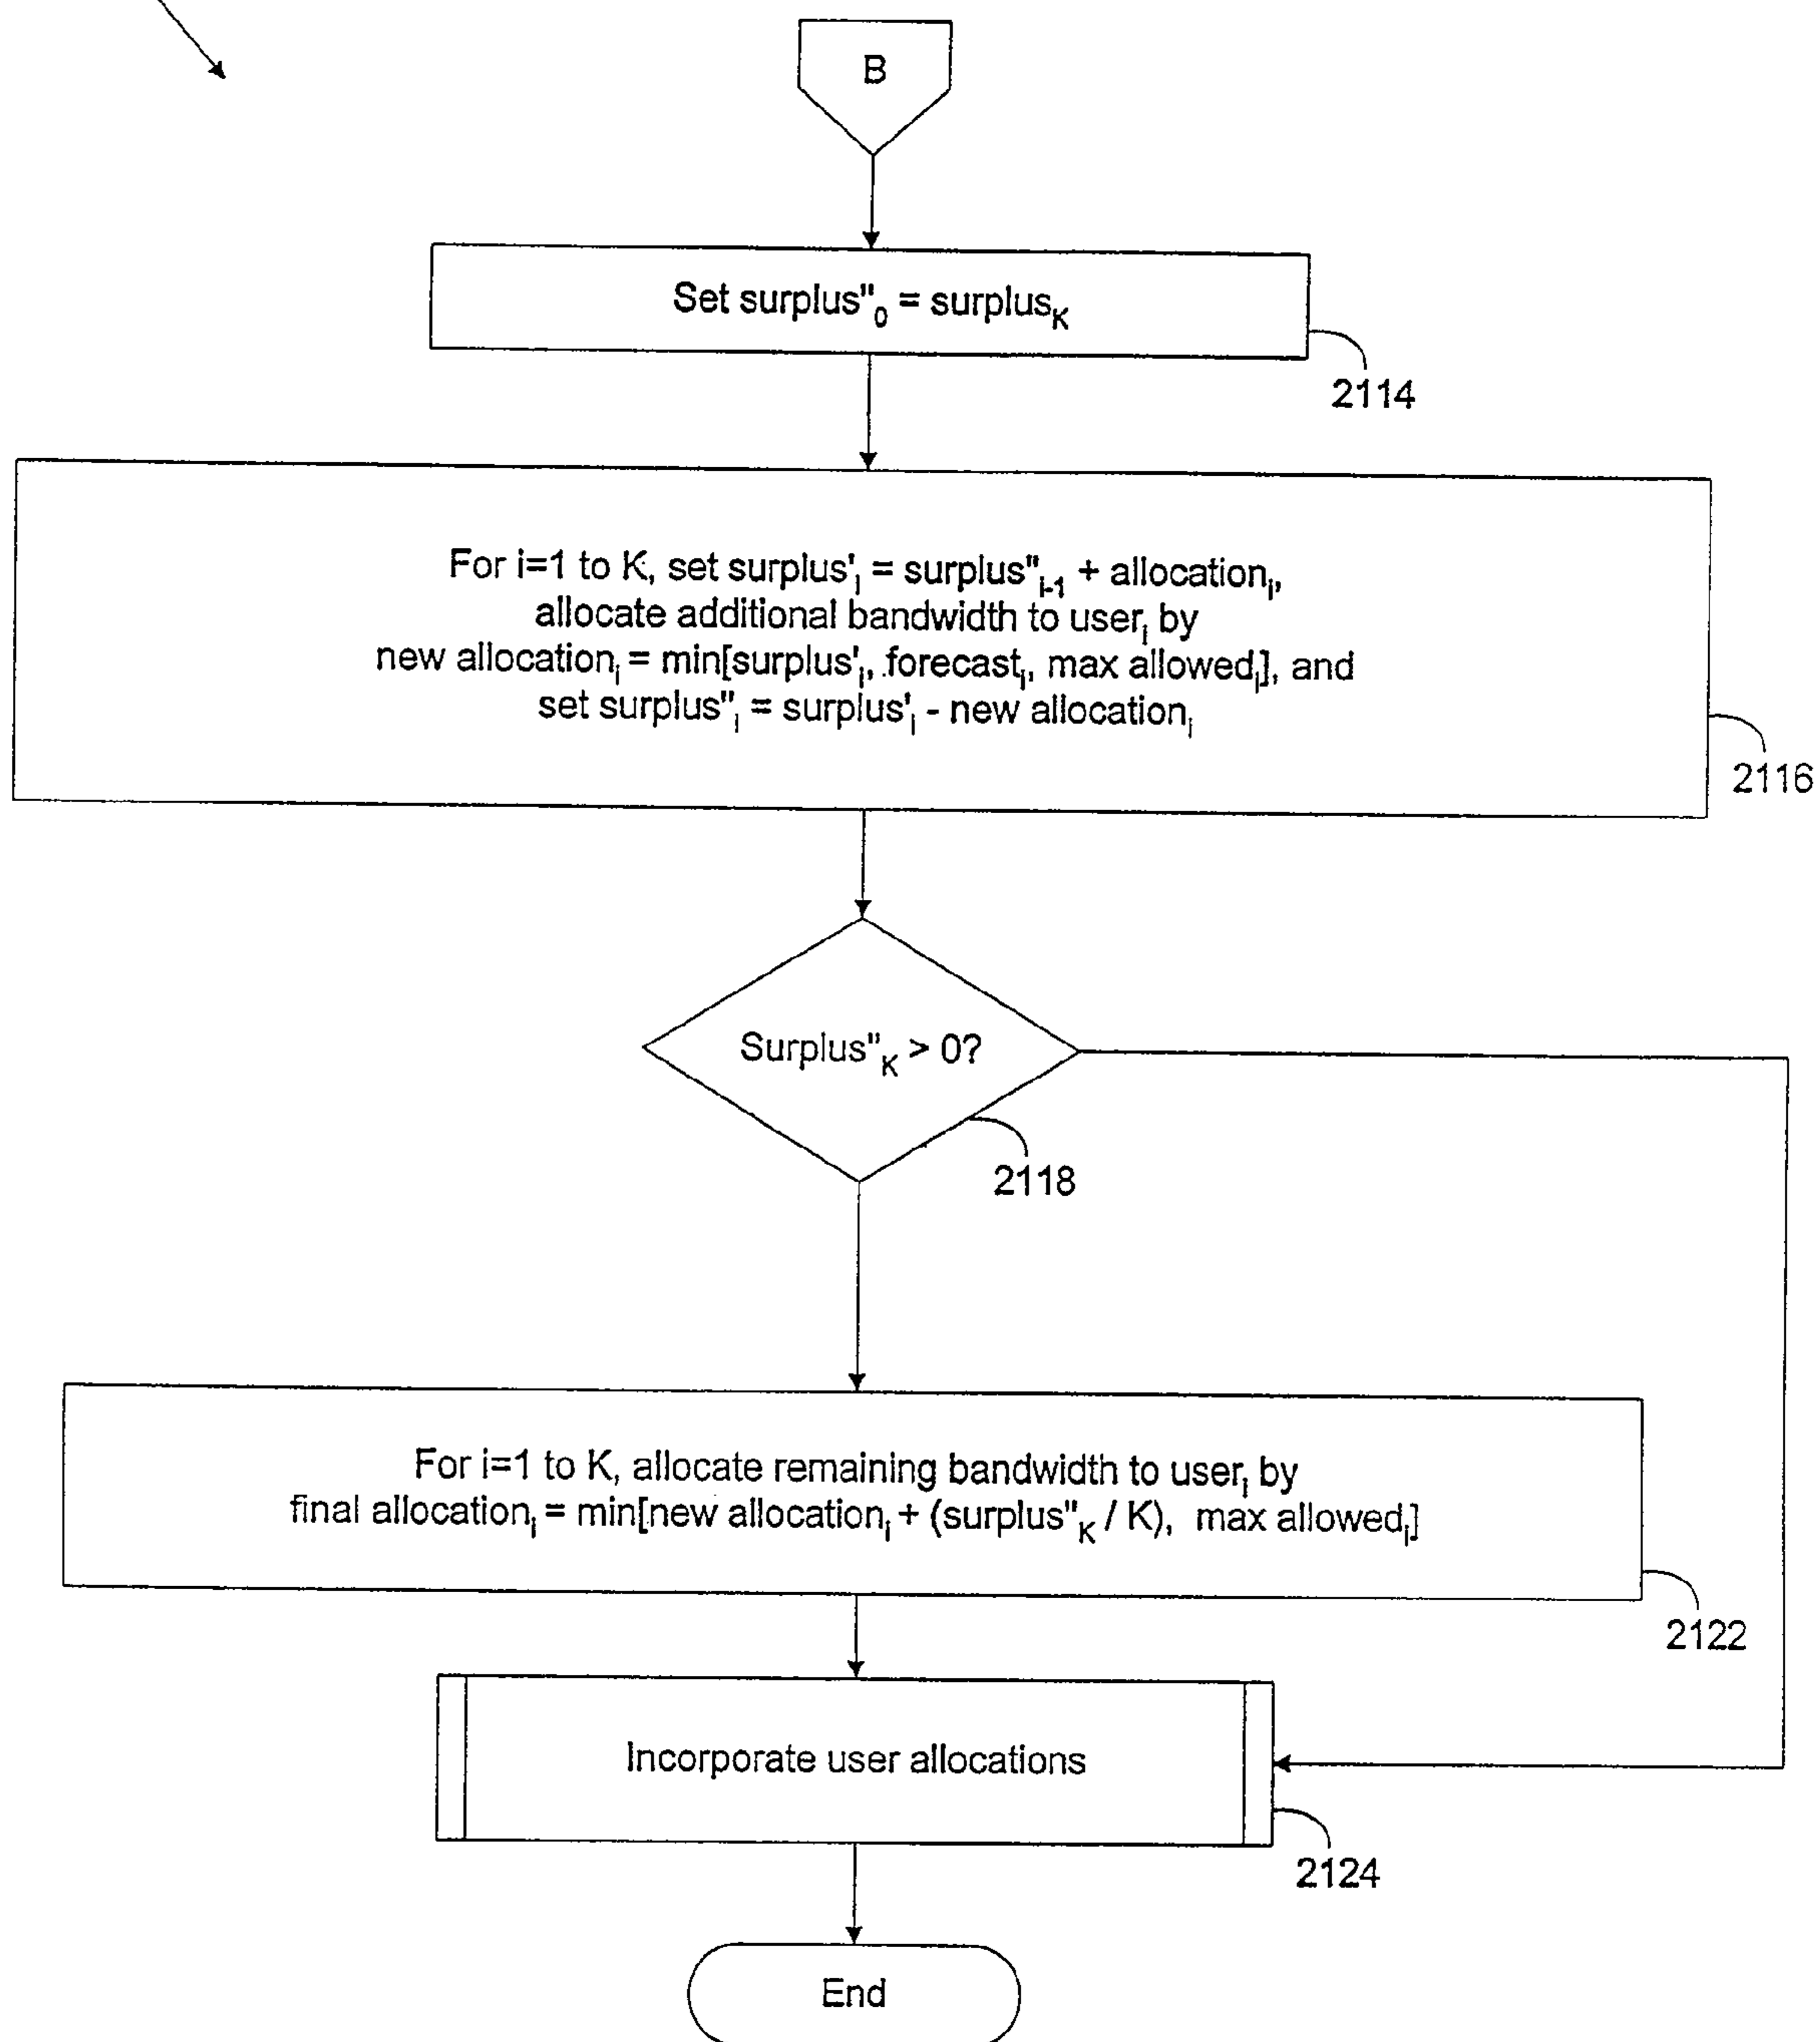 B
Set surplus"0 = surplusK
2114
For i=1 to K, set surplus'i = surplus"i-1 + allocationi,
allocate additional bandwidth to useri by
new allocationi = min[surplus'i, forecasti, max allowedi], and
set surplus"i = surplus'i - new allocationi
2116
Surplus"K > 0?
2118
For i=1 to K, allocate remaining bandwidth to useri by
final allocationi = min[new allocationi + (surplus"K / K), max allowedi]
2122
Incorporate user allocations
2124
End